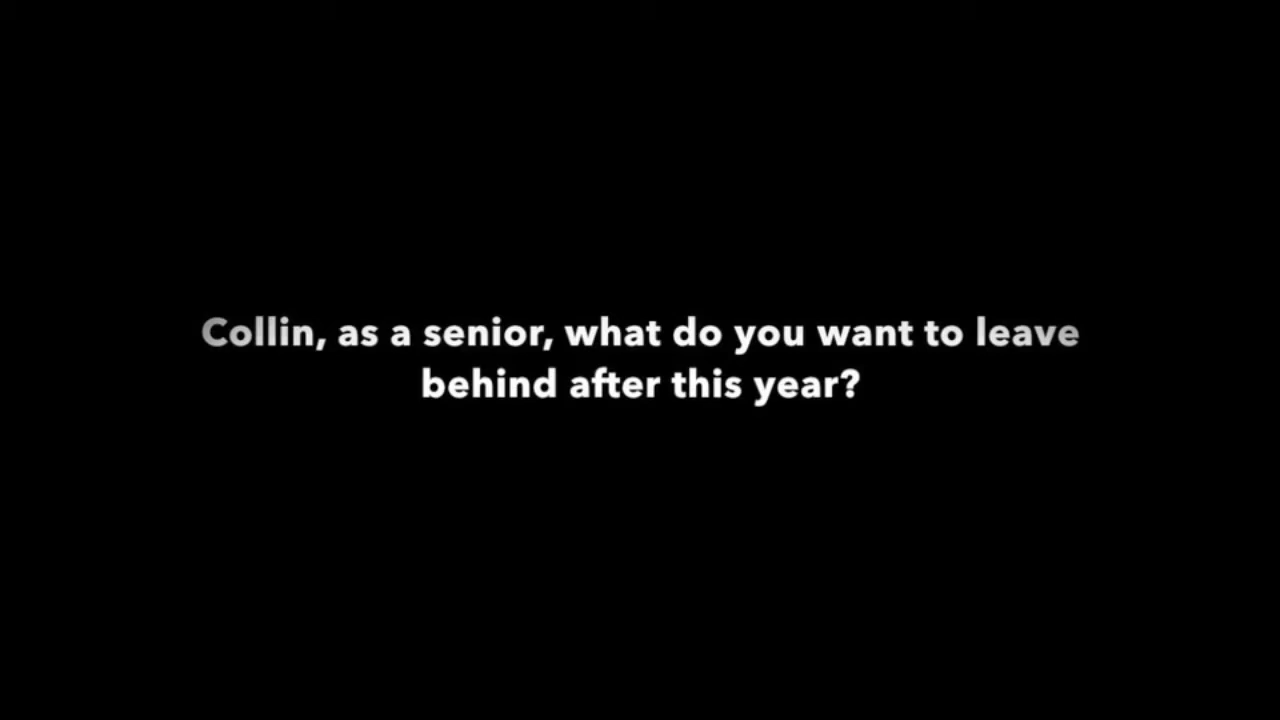 Collin, as a senior, what do you want to leave
behind after this year?